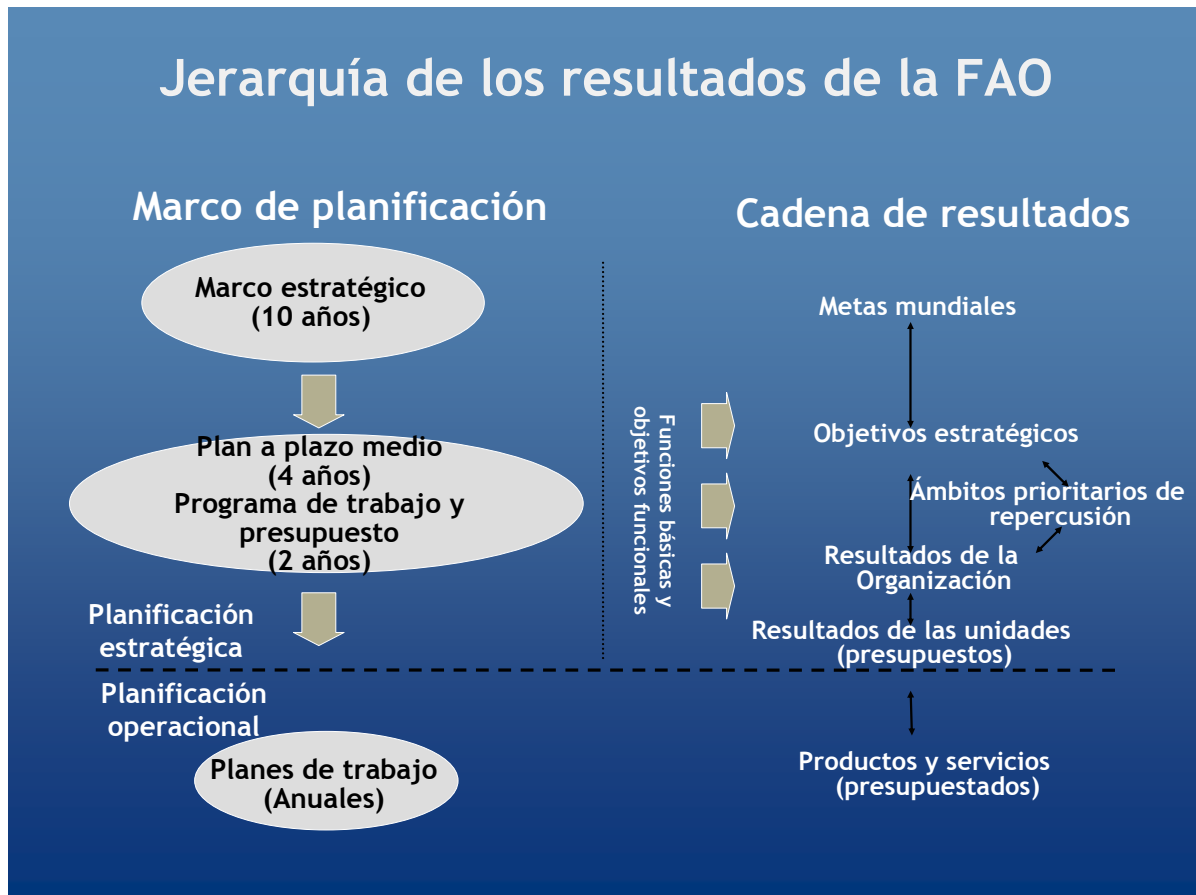 Jerarquía de los resultados de la FAO
Marco de planificación
Marco estratégico
(10 años)
Plan a plazo medio
(4 años)
Programa de trabajo y
presupuesto
(2 años)
Planificación
estratégica
Planificación
operacional
Planes de trabajo
(Anuales)
Funciones básicas y
objetivos funcionales
Cadena de resultados
Metas mundiales
Objetivos estratégicos
Ámbitos prioritarios de
repercusión
Resultados de la
Organización
Resultados de las unidades
(presupuestos)
Productos y servicios
(presupuestados)